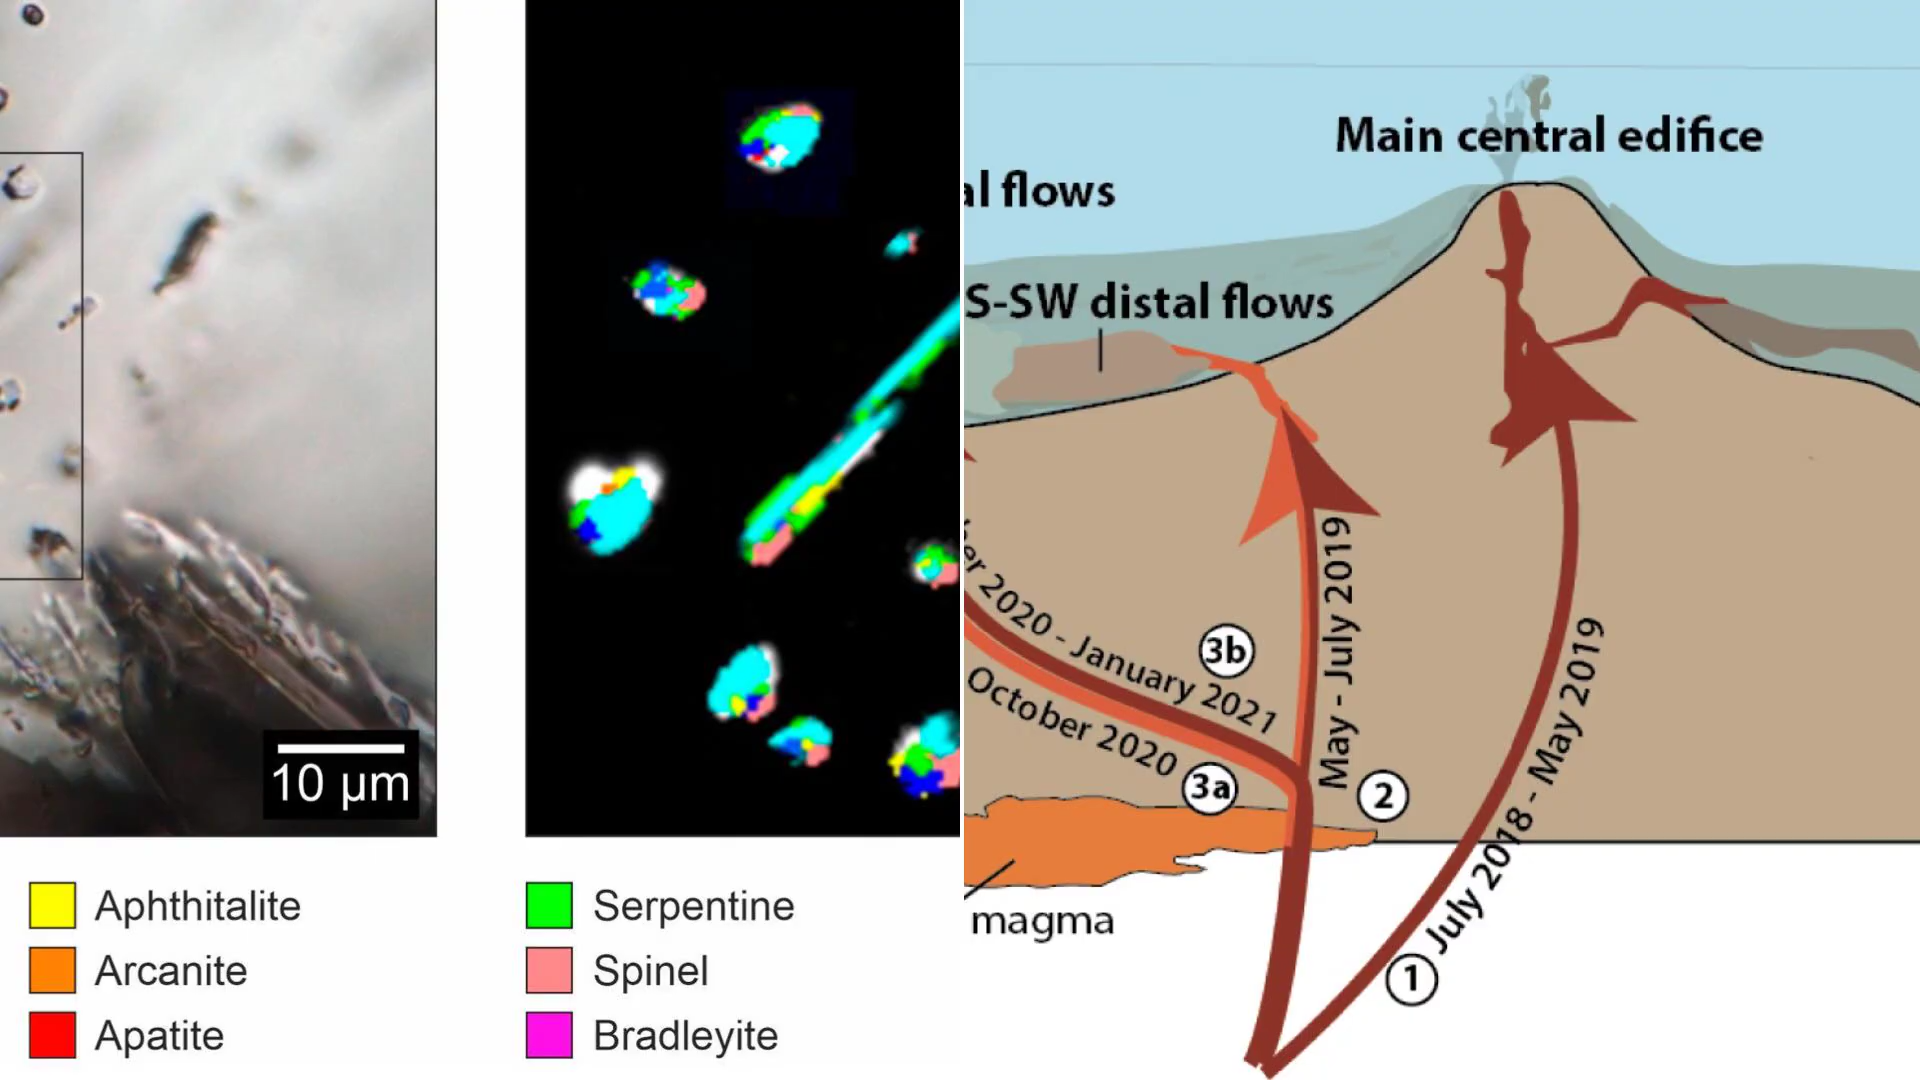 10 µm
Aphthitalite
Arcanite
Apatite
Serpentine
Spinel
Bradleyite
Main central edifice
al flows
S-SW distal flows
er 2020 - January 2021
October 2020
3b
3a
May - July 2019
2
July 2018 - May 2019
1
magma